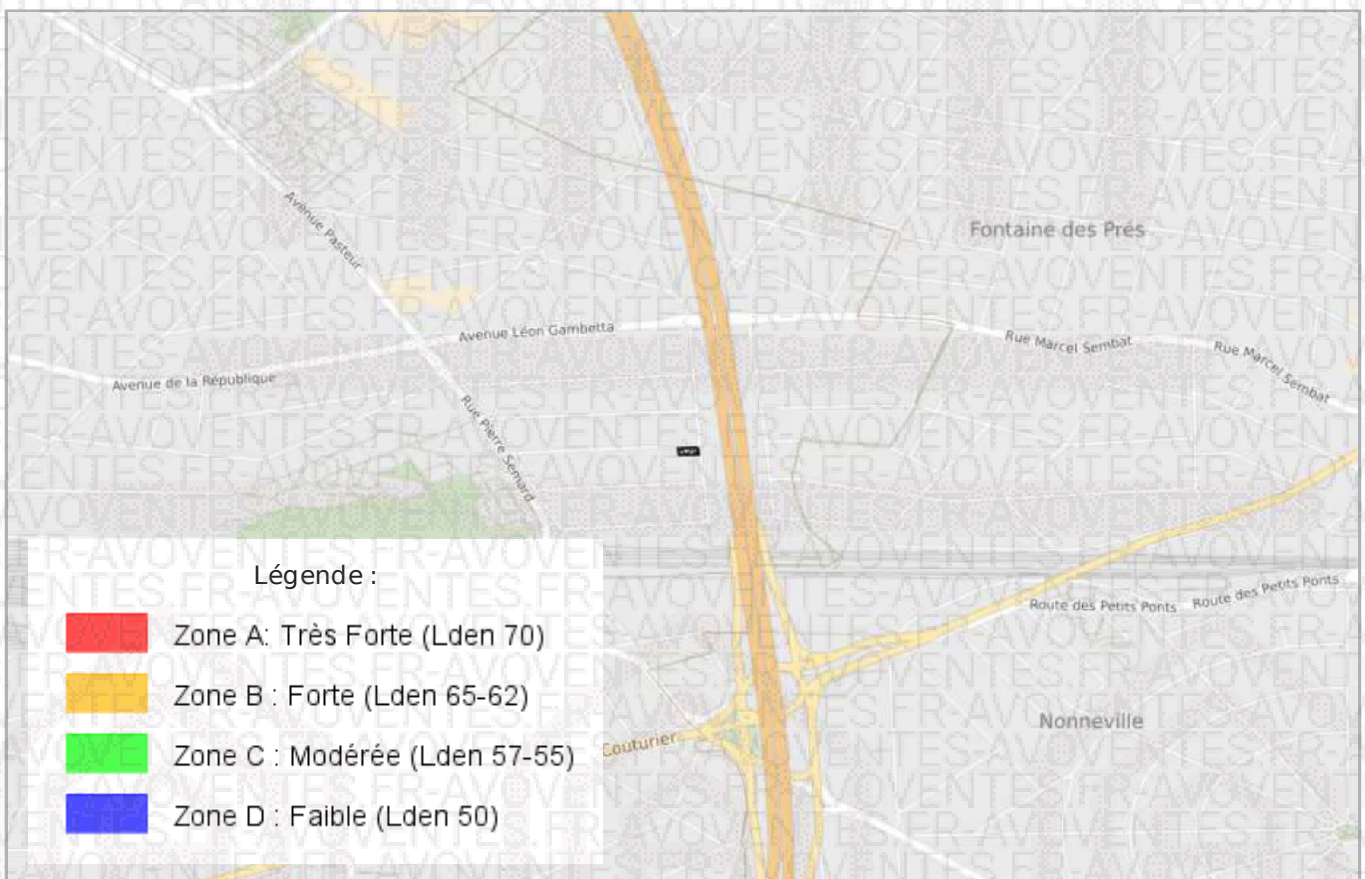 Fontaine des Prés
Avenue Pasteur
Avenue Léon Gambetta
Rue Marcel Sembat
Rue Marcel Sembat
Avenue de la République
Rue Pierre Semard
Route des Petits Ponts
Route des Petits Ponts
Nonneville
Couturier
Légende :
Zone A: Très Forte (Lden 70)
Zone B : Forte (Lden 65-62)
Zone C : Modérée (Lden 57-55)
Zone D : Faible (Lden 50)
AVOVENTES.FR